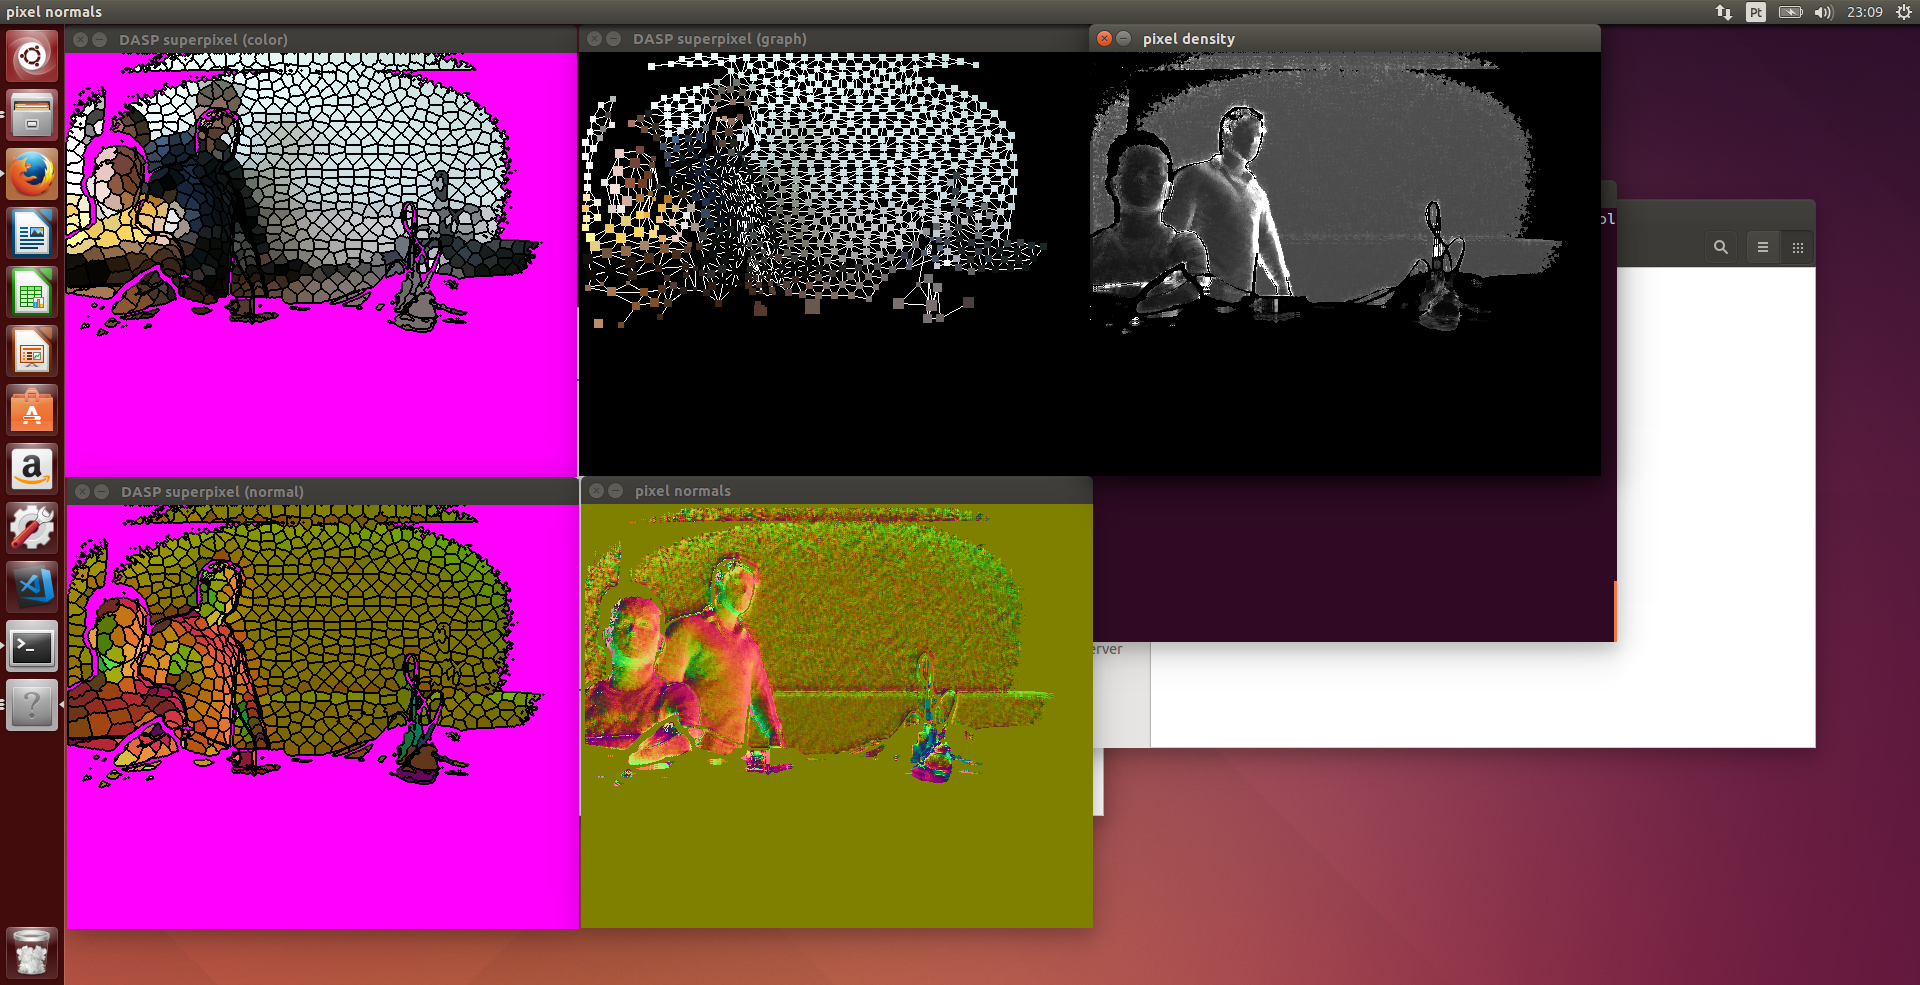 pixel normals
Pt
23:09
DASP superpixel (color)
DASP superpixel (graph)
pixel density
ol
DASP superpixel (normal)
pixel normals
erver